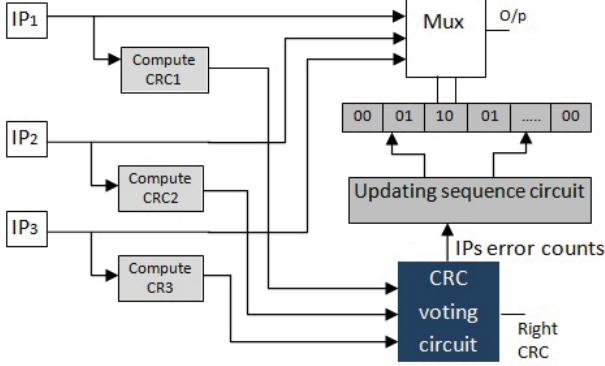 IP1
Mux
O/p
Compute
CRC1
00 01 10 01 ..... 00
IP2
Compute
CRC2
Updating sequence circuit
IP3
IPs error counts
Compute
CR3
CRC
voting
circuit
Right
CRC